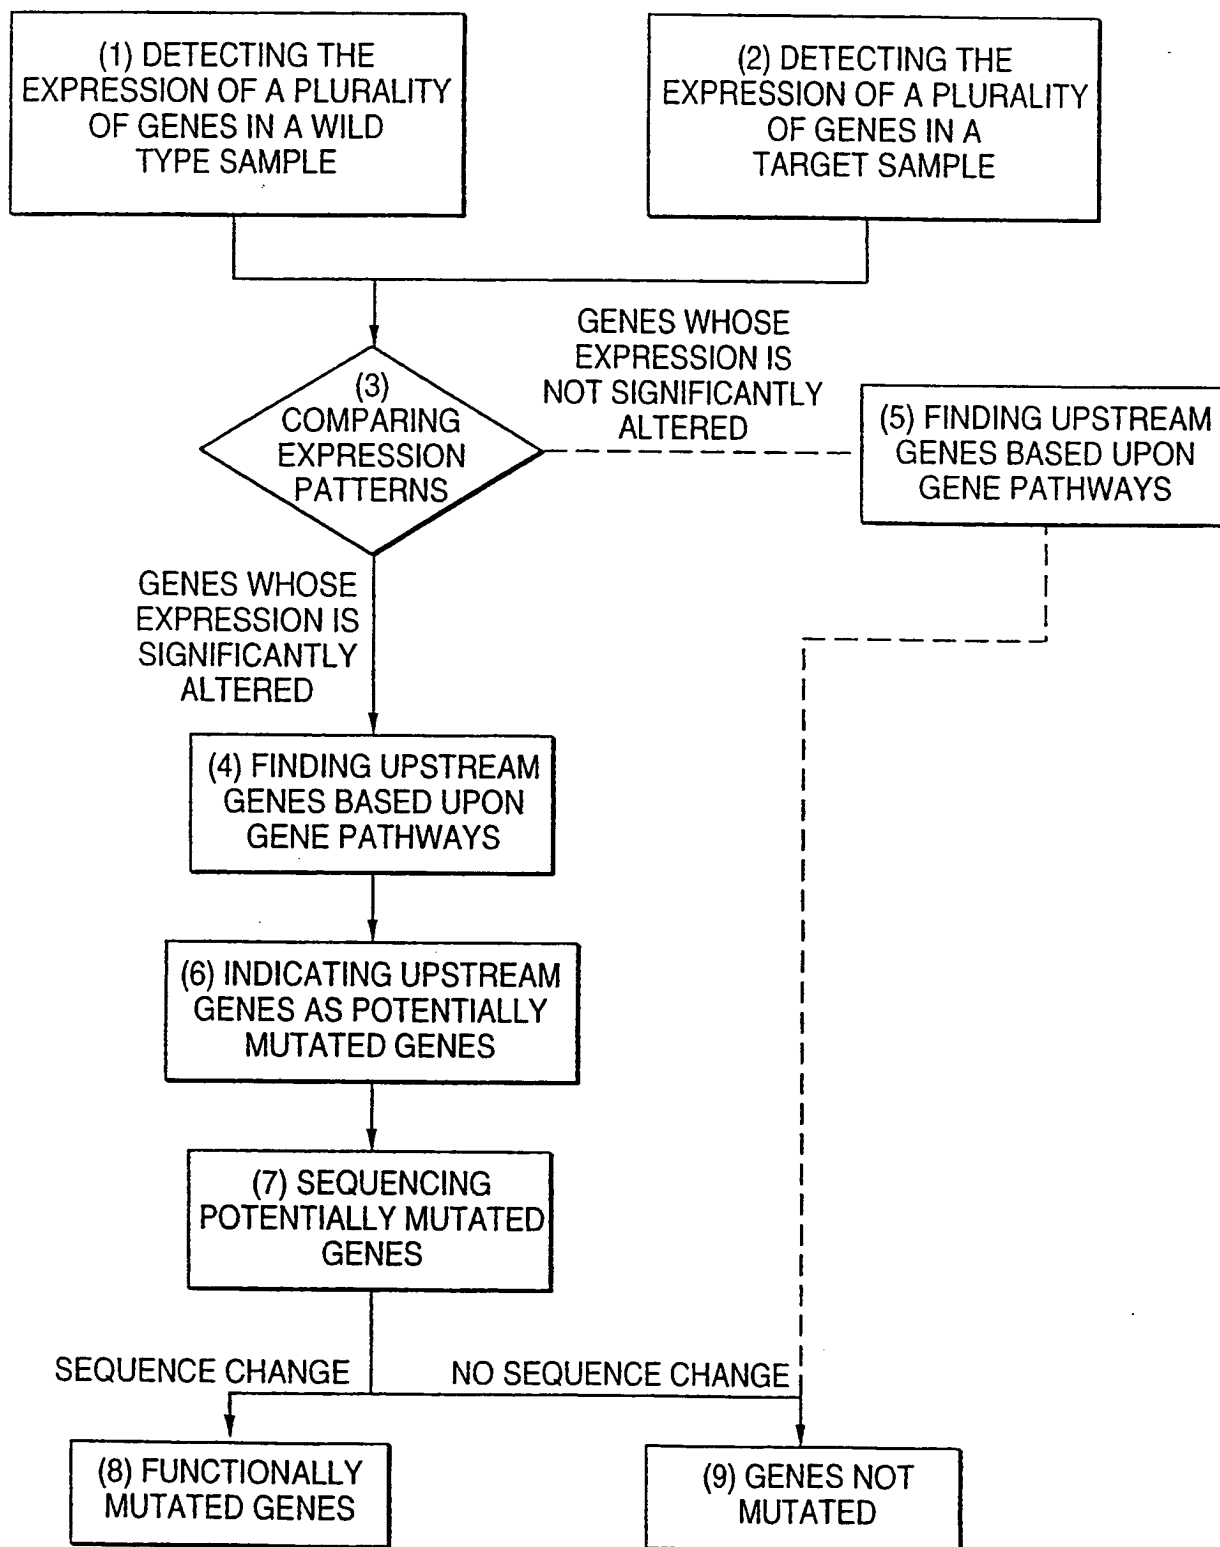 (1) DETECTING THE
EXPRESSION OF A PLURALITY
OF GENES IN A WILD
TYPE SAMPLE
(2) DETECTING THE
EXPRESSION OF A PLURALITY
OF GENES IN A
TARGET SAMPLE
(3)
COMPARING
EXPRESSION
PATTERNS
GENES WHOSE
EXPRESSION IS
NOT SIGNIFICANTLY
ALTERED
(5) FINDING UPSTREAM
GENES BASED UPON
GENE PATHWAYS
GENES WHOSE
EXPRESSION IS
SIGNIFICANTLY
ALTERED
(4) FINDING UPSTREAM
GENES BASED UPON
GENE PATHWAYS
(6) INDICATING UPSTREAM
GENES AS POTENTIALLY
MUTATED GENES
(7) SEQUENCING
POTENTIALLY MUTATED
GENES
SEQUENCE CHANGE
NO SEQUENCE CHANGE
(8) FUNCTIONALLY
MUTATED GENES
(9) GENES NOT
MUTATED